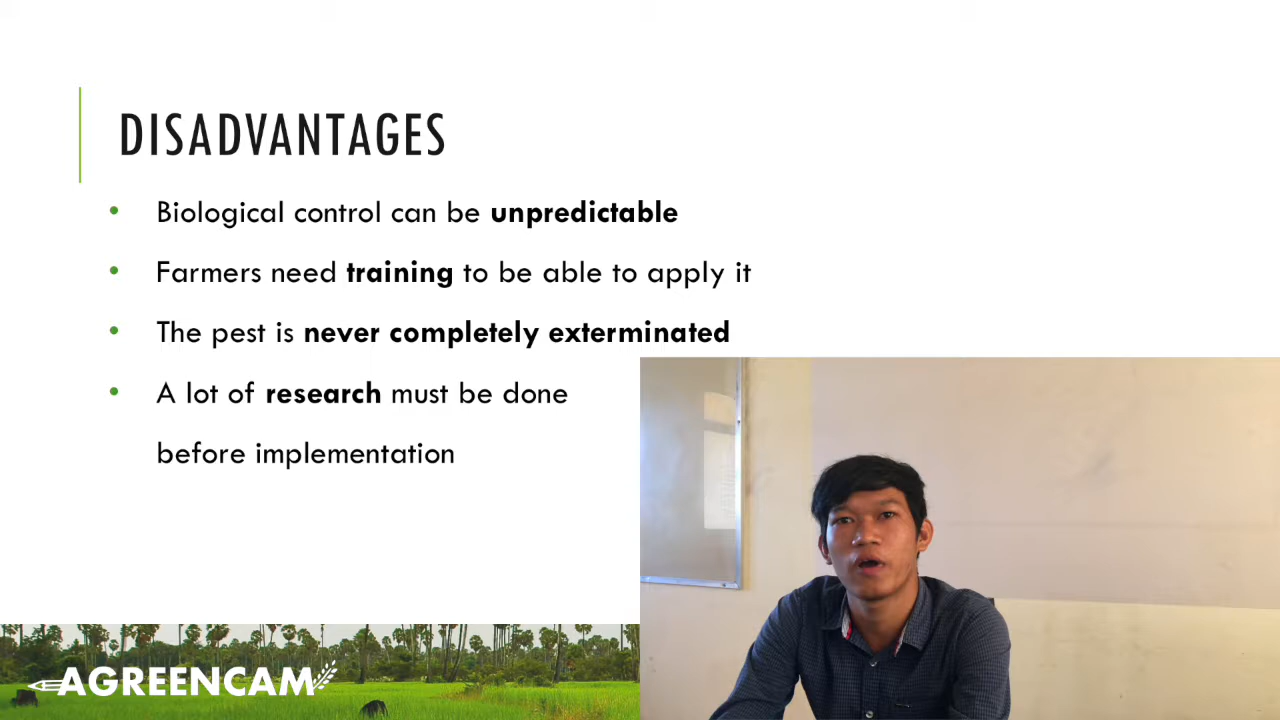 DISADVANTAGES
• Biological control can be unpredictable
• Farmers need training to be able to apply it
• The pest is never completely exterminated
• A lot of research must be done
before implementation
AGREENCAM